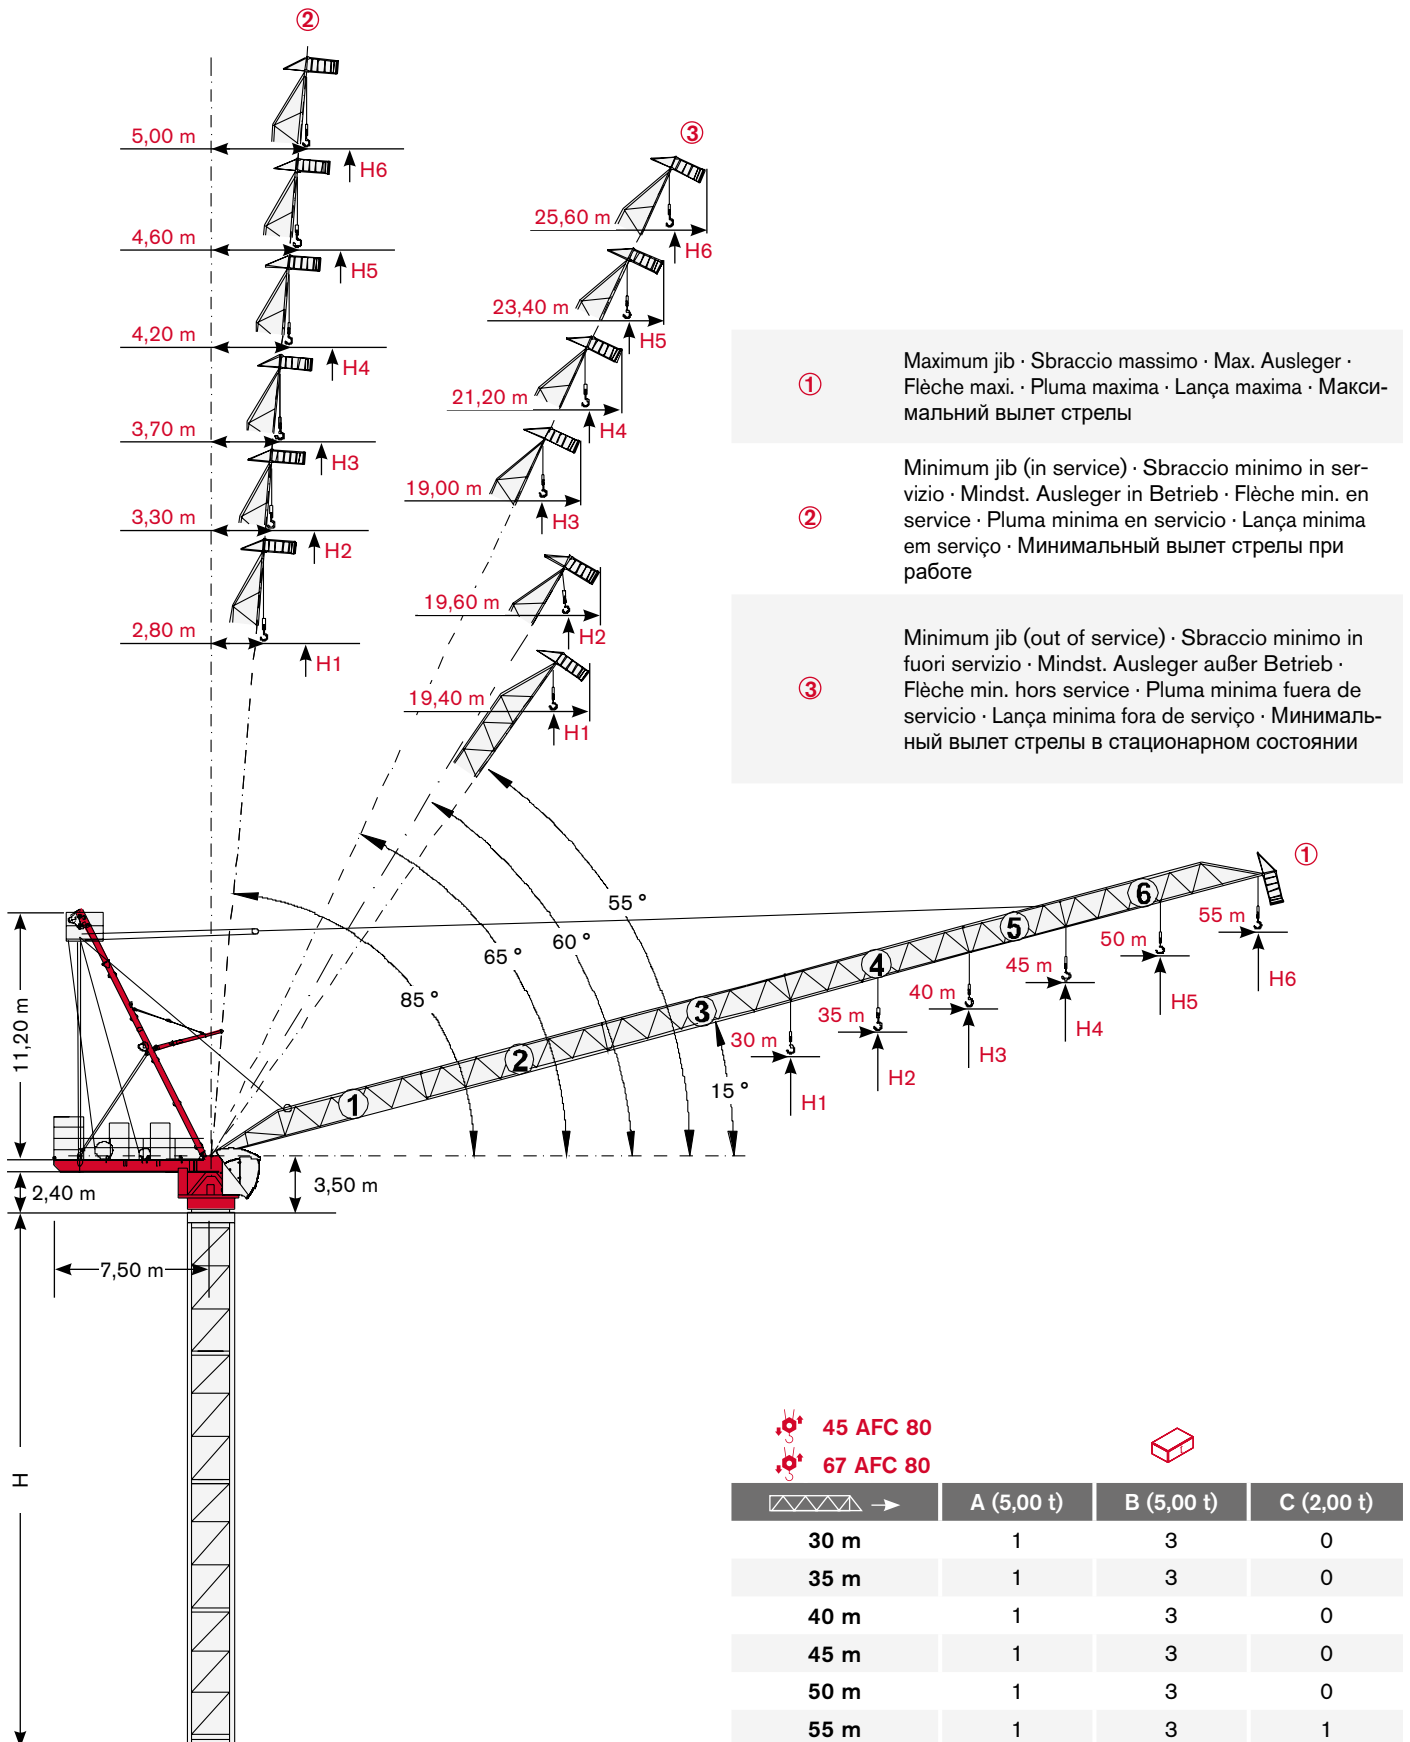 ②
5,00 m
H6
4,60 m
H5
4,20 m
H4
3,70 m
H3
3,30 m
H2
2,80 m
H1
③
25,60 m
H6
23,40 m
H5
21,20 m
H4
19,00 m
H3
19,60 m
H2
19,40 m
H1
①
Maximum jib · Sbraccio massimo · Max. Ausleger ·
Flèche maxi. · Pluma maxima · Lança maxima · Макси-
мальний вылет стрелы
②
Minimum jib (in service) · Sbraccio minimo in ser-
vizio · Mindst. Ausleger in Betrieb · Flèche min. en
service · Pluma minima en servicio · Lança minima
em serviço · Минимальный вылет стрелы при
работе
③
Minimum jib (out of service) · Sbraccio minimo in
fuori servizio · Mindst. Ausleger außer Betrieb ·
Flèche min. hors service · Pluma minima fuera de
servicio · Lança minima fora de serviço · Минималь-
ный вылет стрелы в стационарном состоянии
①
55 °
60 °
65 °
85 °
15 °
1
2
3
4
5
6
30 m
H1
35 m
H2
40 m
H3
45 m
H4
50 m
H5
55 m
H6
11,20 m
2,40 m
3,50 m
7,50 m
H
45 AFC 80
67 AFC 80
A (5,00 t) B (5,00 t) C (2,00 t)
30 m 1 3 0
35 m 1 3 0
40 m 1 3 0
45 m 1 3 0
50 m 1 3 0
55 m 1 3 1